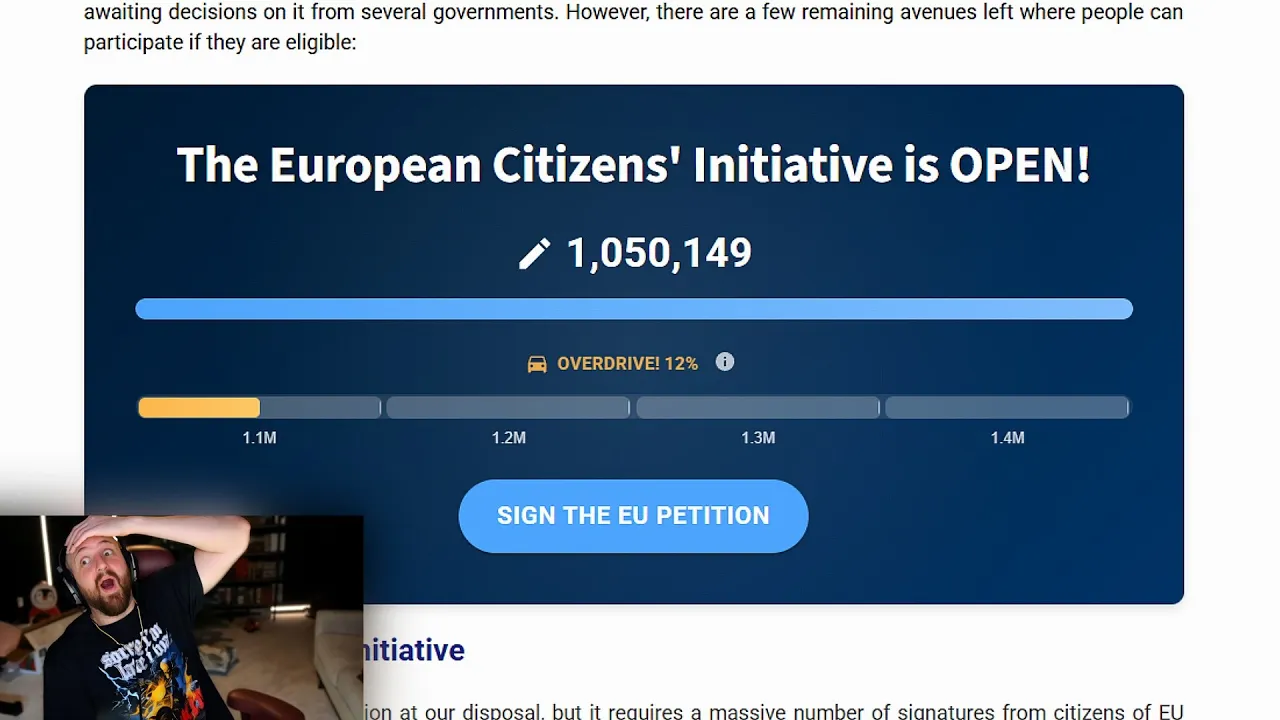 awaiting decisions on it from several governments. However, there are a few remaining avenues left where people can
participate if they are eligible:
The European Citizens' Initiative is OPEN!
1,050,149
OVERDRIVE! 12%
1.1M 1.2M 1.3M 1.4M
SIGN THE EU PETITION
nitiative
ion at our disposal, but it requires a massive number of signatures from citizens of EU